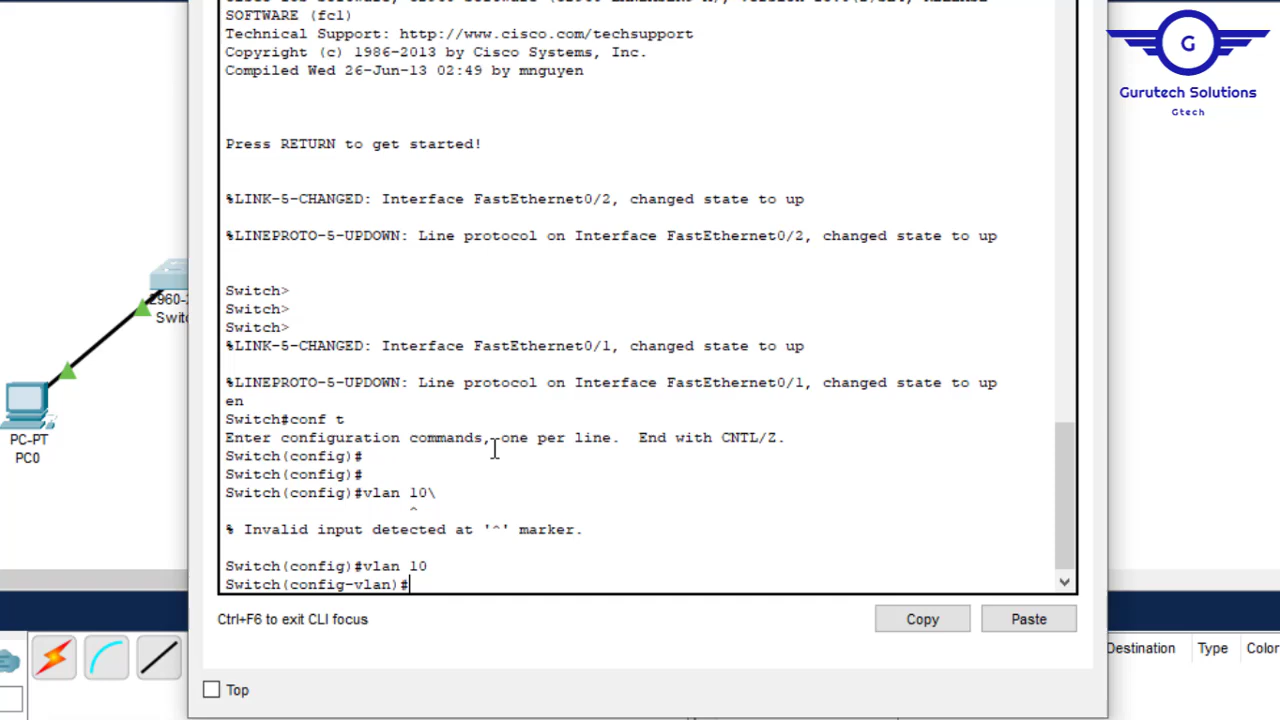 SOFTWARE (fc1)
Technical Support: http://www.cisco.com/techsupport
Copyright (c) 1986-2013 by Cisco Systems, Inc.
Compiled Wed 26-Jun-13 02:49 by mnguyen
Press RETURN to get started!
%LINK-5-CHANGED: Interface FastEthernet0/2, changed state to up
%LINEPROTO-5-UPDOWN: Line protocol on Interface FastEthernet0/2, changed state to up
Switch>
Switch>
Switch>
%LINK-5-CHANGED: Interface FastEthernet0/1, changed state to up
%LINEPROTO-5-UPDOWN: Line protocol on Interface FastEthernet0/1, changed state to up
en
Switch#conf t
Enter configuration commands, one per line. End with CNTL/Z.
Switch(config)#
Switch(config)#
Switch(config)#vlan 10\
^
% Invalid input detected at '^' marker.
Switch(config)#vlan 10
Switch(config-vlan)#
Ctrl+F6 to exit CLI focus
Copy
Paste
Top
G
Gurutech Solutions
Gtech
2960-
Switc
PC-PT
PC0
Destination
Type
Color